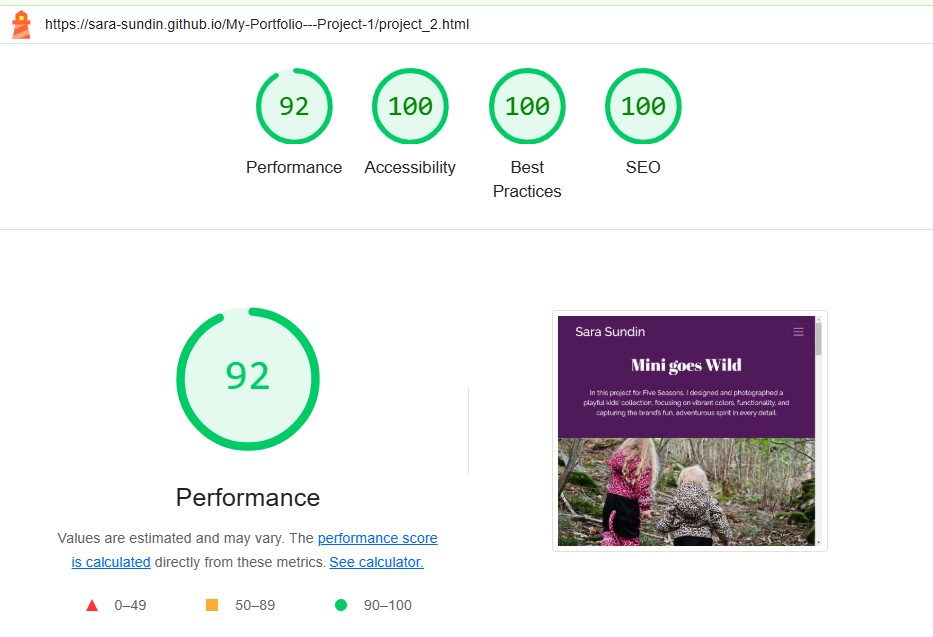 https://sara-sundin.github.io/My-Portfolio---Project-1/project_2.html
92
100
100
100
Performance
Accessibility
Best
Practices
SEO
92
Performance
Values are estimated and may vary. The performance score
is calculated directly from these metrics. See calculator.
0–49
50–89
90–100
Sara Sundin
Mini goes Wild
In this project for Five Seasons, I designed and photographed a
playful kids' collection, focusing on vibrant colors, functionality, and
capturing the brand's fun, adventurous spirit in every detail.